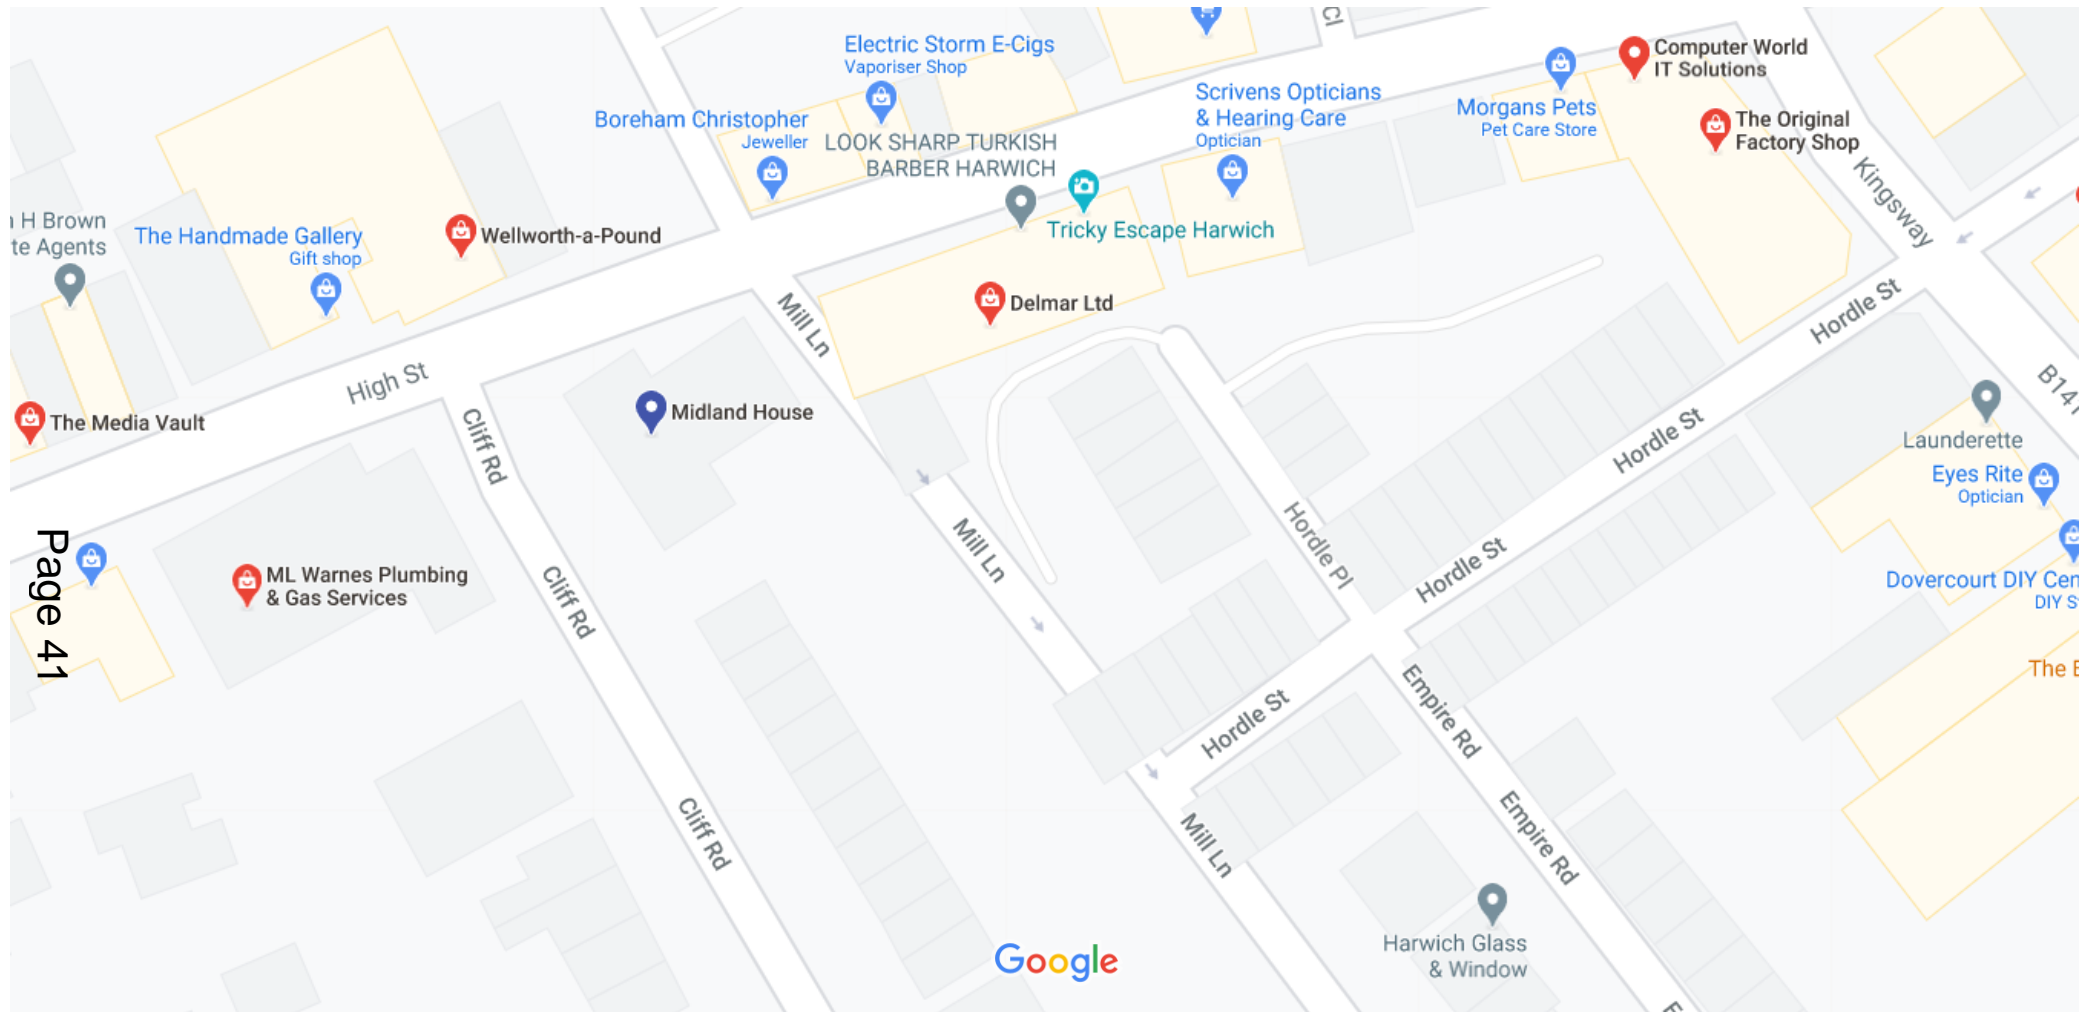 Electric Storm E-Cigs
Vaporiser Shop
Cl
Computer World
IT Solutions
Boreham Christopher
Jeweller
LOOK SHARP TURKISH
BARBER HARWICH
Scrivens Opticians
& Hearing Care
Optician
Morgans Pets
Pet Care Store
The Original
Factory Shop
Kingsway
H Brown
te Agents
The Handmade Gallery
Gift shop
Wellworth-a-Pound
Tricky Escape Harwich
Delmar Ltd
Mill Ln
Hordle St
High St
The Media Vault
Cliff Rd
Midland House
Hordle St
B141
Launderette
Eyes Rite
Optician
Page 41
ML Warnes Plumbing
& Gas Services
Cliff Rd
Mill Ln
Hordle Pl
Hordle St
Dovercourt DIY Cen
DIY S
The E
Hordle St
Empire Rd
Cliff Rd
Mill Ln
Empire Rd
Harwich Glass
& Window
Google